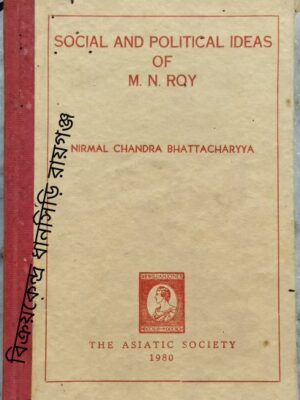 SOCIAL AND POLITICAL IDEAS
OF
M. N. ROY
NIRMAL CHANDRA BHATTACHARYYA
THE ASIATIC SOCIETY
1980
বিক্রয়কেন্দ্র ধানসিড়ি রায়গঞ্জ